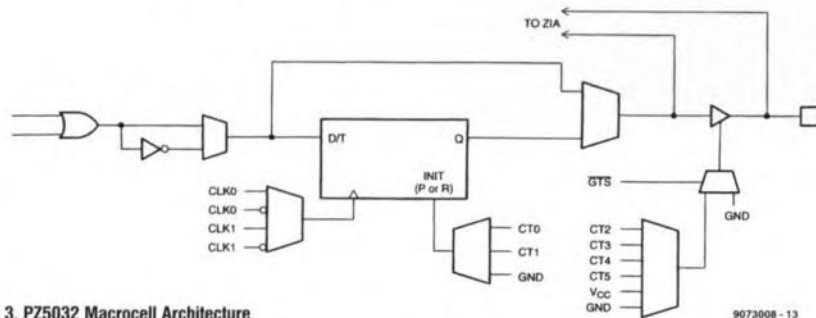 TO ZIA
D/T
Q
INIT
(P or R)
CLK0
CLK0
CLK1
CLK1
CT0
CT1
GND
GTS
GND
CT2
CT3
CT4
CT5
VCC
GND
3. PZ5032 Macrocell Architecture
9073008 - 13